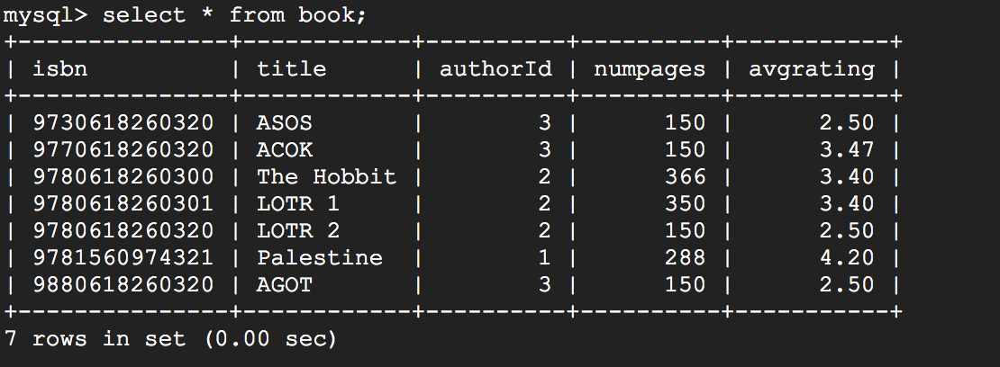 mysql> select * from book;
+---------------+------------+----------+----------+-----------+
| isbn          | title      | authorId | numpages | avgrating |
+---------------+------------+----------+----------+-----------+
| 9730618260320 | ASOS       |        3 |      150 |      2.50 |
| 9770618260320 | ACOK       |        3 |      150 |      3.47 |
| 9780618260300 | The Hobbit |        2 |      366 |      3.40 |
| 9780618260301 | LOTR 1     |        2 |      350 |      3.40 |
| 9780618260320 | LOTR 2     |        2 |      150 |      2.50 |
| 9781560974321 | Palestine  |        1 |      288 |      4.20 |
| 9880618260320 | AGOT       |        3 |      150 |      2.50 |
+---------------+------------+----------+----------+-----------+
7 rows in set (0.00 sec)